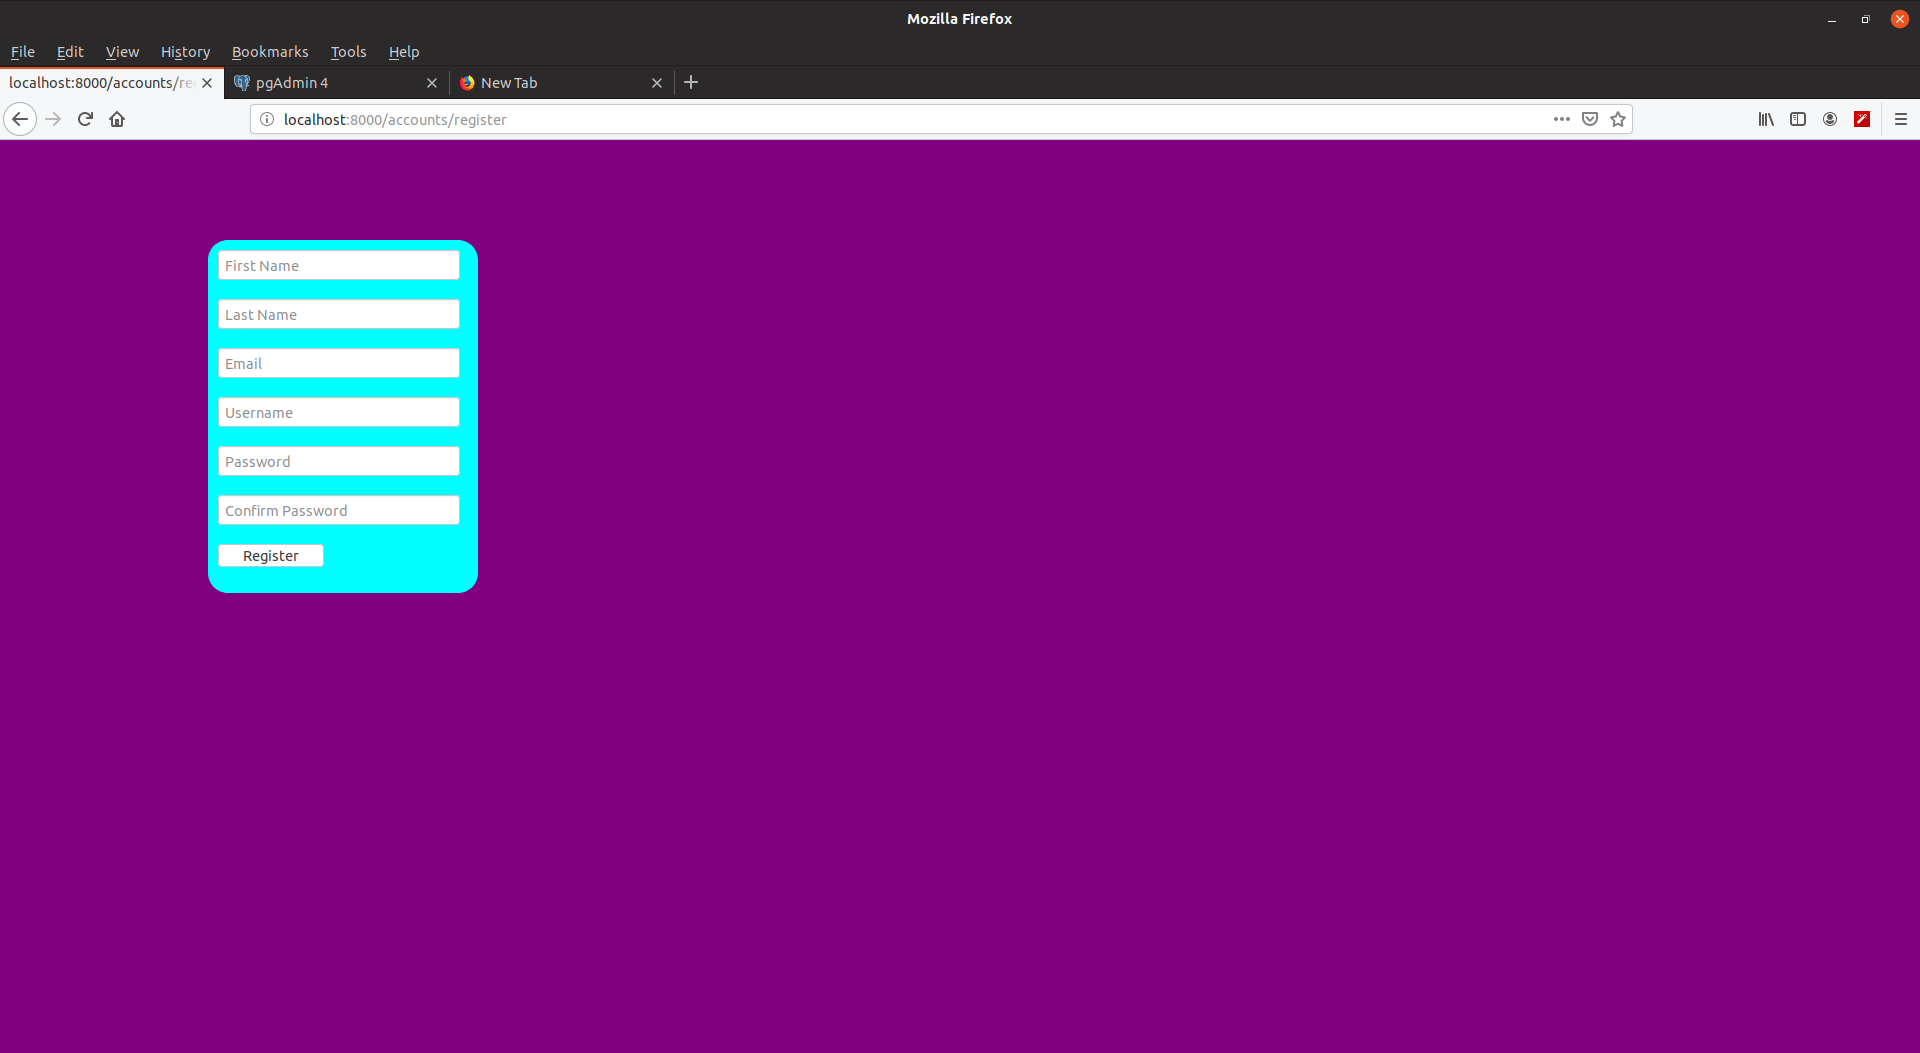 Mozilla Firefox
File Edit View History Bookmarks Tools Help
localhost:8000/accounts/re pgAdmin 4 New Tab
localhost:8000/accounts/register
First Name
Last Name
Email
Username
Password
Confirm Password
Register